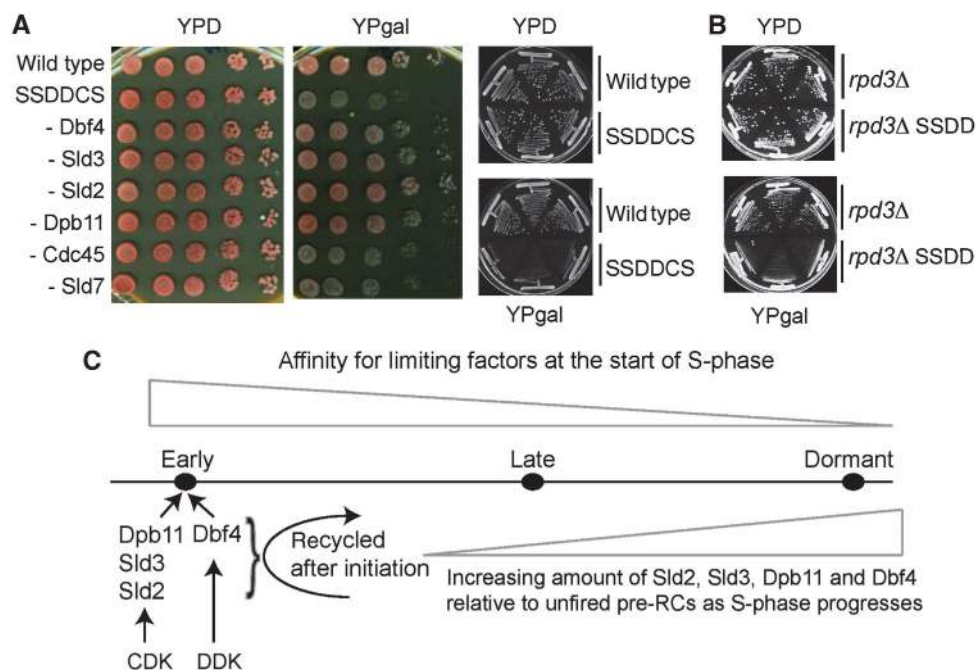 A
YPD
YPgal
Wild type
SSDDCS
- Dbf4
- Sld3
- Sld2
- Dpb11
- Cdc45
- Sld7
Wild type
SSDDCS
Wild type
SSDDCS
YPgal
B
YPD
rpd3Δ
rpd3Δ SSDD
rpd3Δ
rpd3Δ SSDD
YPgal
C
Affinity for limiting factors at the start of S-phase
Early
Late
Dormant
Dpb11
Sld3
Sld2
Dbf4
Recycled
after initiation
CDK
DDK
Increasing amount of Sld2, Sld3, Dpb11 and Dbf4
relative to unfired pre-RCs as S-phase progresses